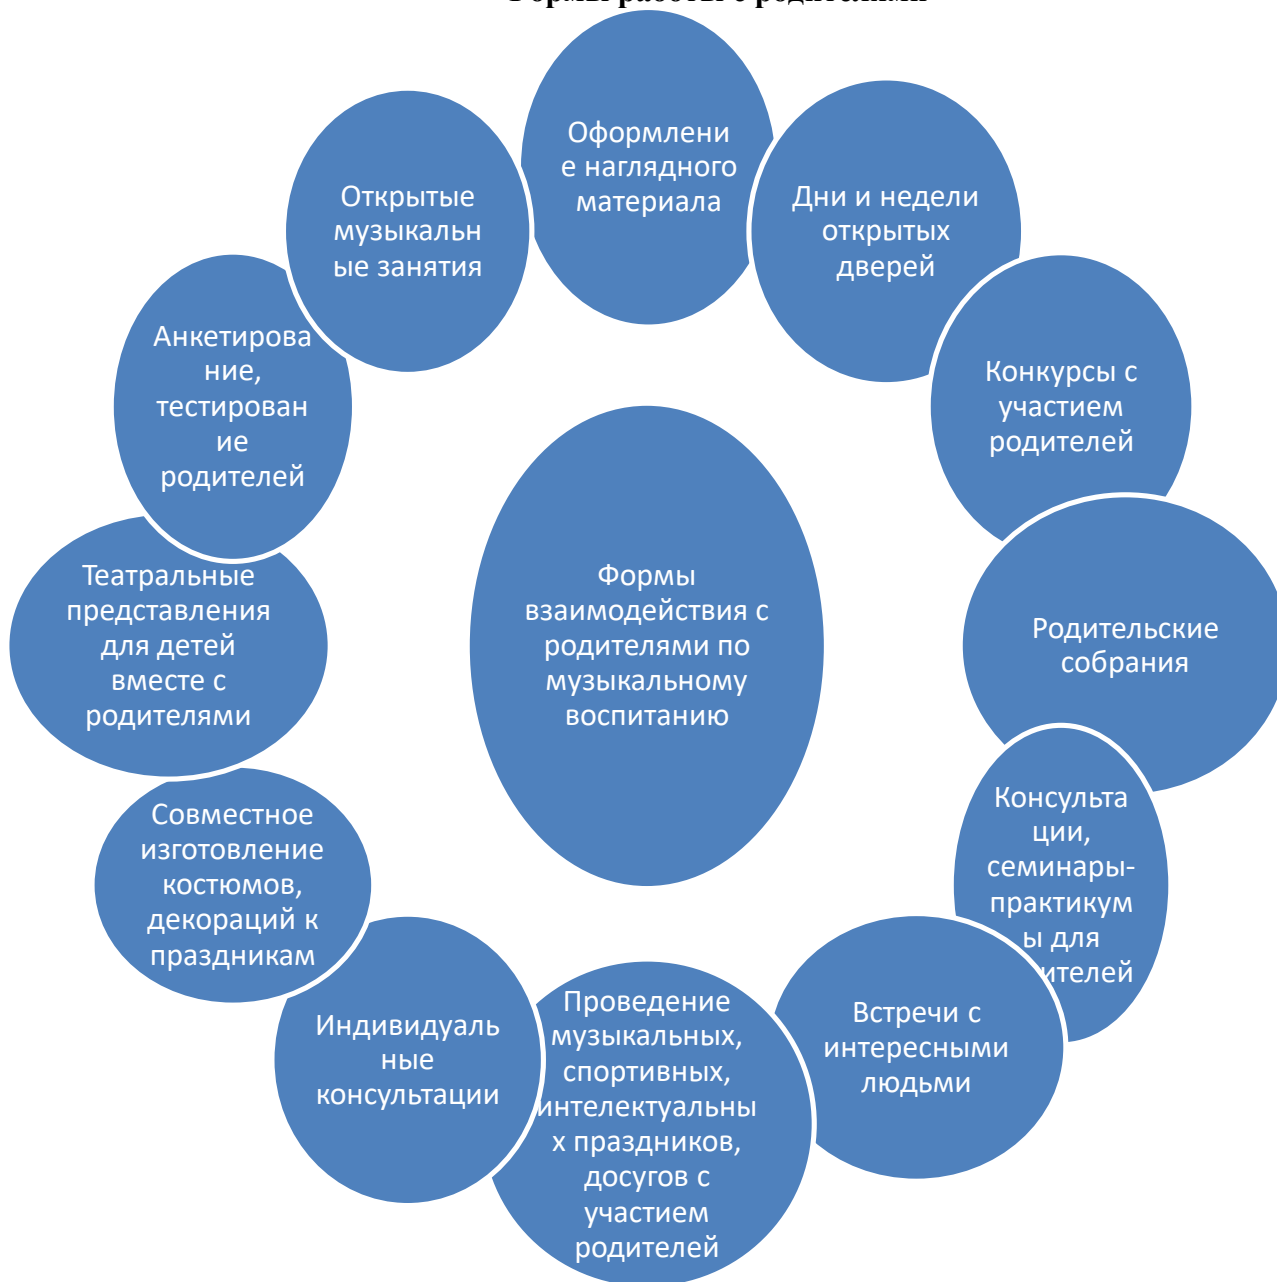 Формы работы с родителями
Оформлени
е наглядного
материала
Дни и недели
открытых
дверей
Конкурсы с
участием
родителей
Родительские
собрания
Консульта
ции,
семинары-
практикум
ы для
ителей
Встречи с
интересными
людьми
Проведение
музыкальных,
спортивных,
интелектуальны
х праздников,
досугов с
участием
родителей
Индивидуаль
ные
консультации
Совместное
изготовление
костюмов,
декораций к
праздникам
Театральные
представления
для детей
вместе с
родителями
Анкетирова
ние,
тестирован
ие
родителей
Открытые
музыкальн
ые занятия
Формы
взаимодействия с
родителями по
музыкальному
воспитанию